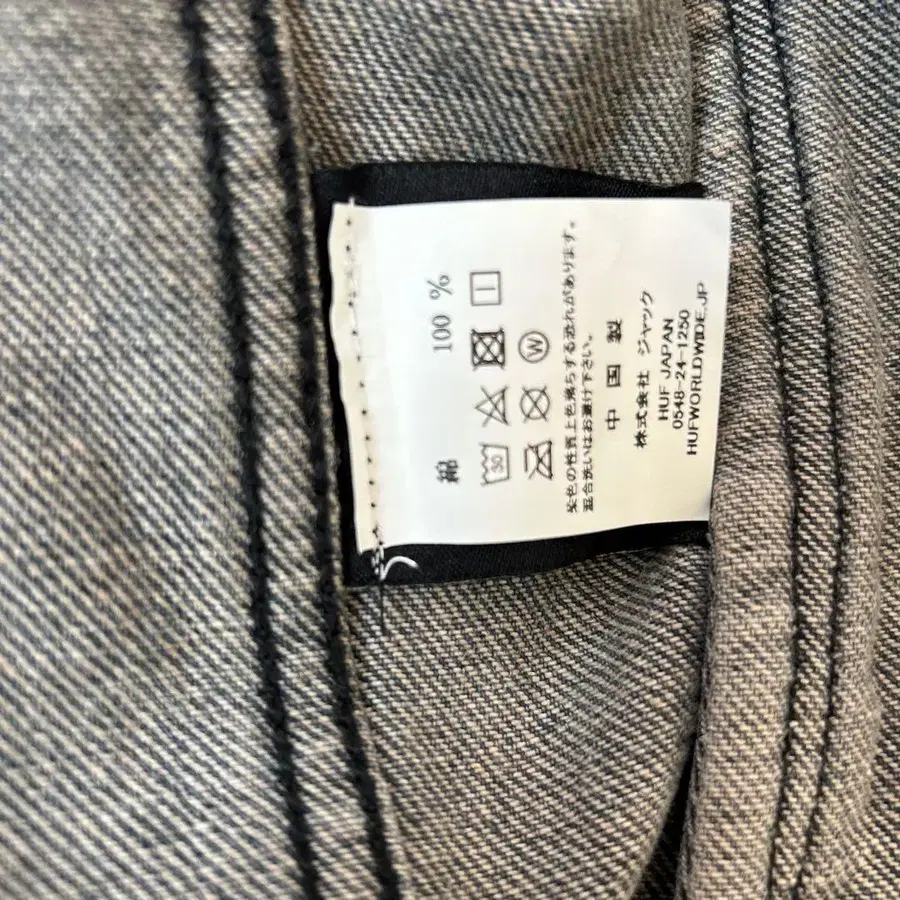 綿 100 %
30
W
染色の性質上色落ちする恐れがあります。
混合洗いはお避け下さい。
中 国 製
株式会社 ジャック
HUF JAPAN
0548-24-1250
HUFWORLDWIDE.JP